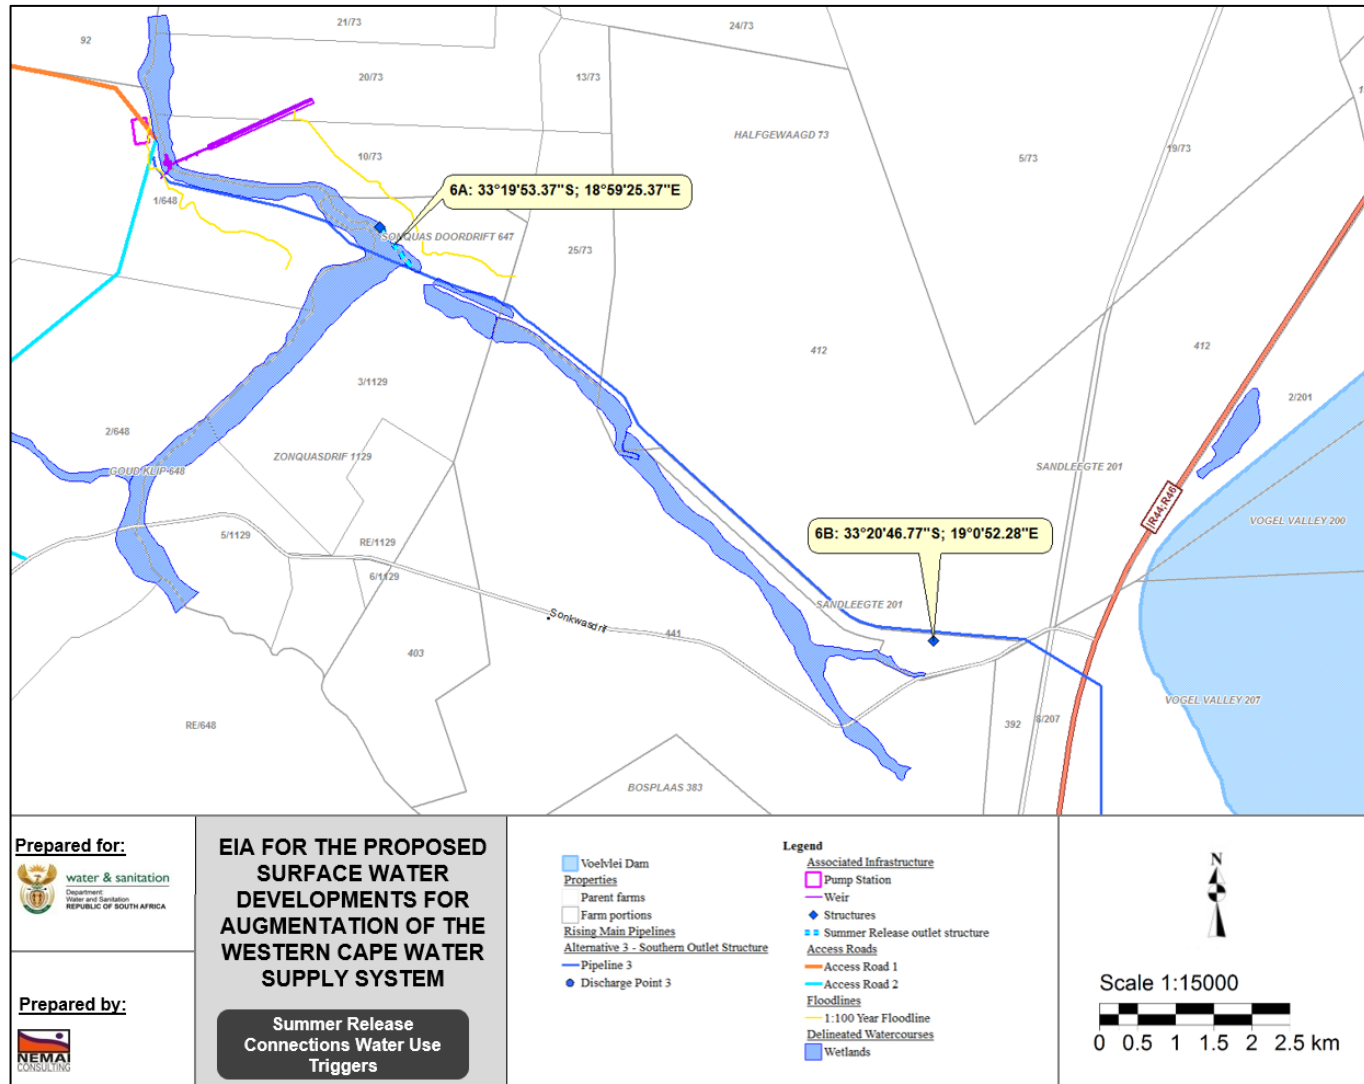 21/73
24/73
92
20/73
13/73
HALFGEWAAGD 73
19/73
5/73
10/73
6A: 33°19'53.37"S; 18°59'25.37"E
1/648
SONQUAS DOORDRIFT 647
25/73
412
412
2/201
3/1129
2/648
ZONQUASDRIF 1129
GOUD KLIP 648
SANDLEEGTE 201
R44;R46
VOGEL VALLEY 200
5/1129
RE/1129
6B: 33°20'46.77"S; 19°0'52.28"E
6/1129
SANDLEEGTE 201
Sonkwasdrif
441
403
VOGEL VALLEY 207
RE/648
392
8/207
BOSPLAAS 383
Prepared for:
water & sanitation
Department:
Water and Sanitation
REPUBLIC OF SOUTH AFRICA
Prepared by:
NEMAI
CONSULTING
EIA FOR THE PROPOSED
SURFACE WATER
DEVELOPMENTS FOR
AUGMENTATION OF THE
WESTERN CAPE WATER
SUPPLY SYSTEM
Summer Release
Connections Water Use
Triggers
Legend
Voelvlei Dam
Properties
Parent farms
Farm portions
Rising Main Pipelines
Alternative 3 - Southern Outlet Structure
Pipeline 3
Discharge Point 3
Associated Infrastructure
Pump Station
Weir
Structures
Summer Release outlet structure
Access Roads
Access Road 1
Access Road 2
Floodlines
1:100 Year Floodline
Delineated Watercourses
Wetlands
N
Scale 1:15000
0 0.5 1 1.5 2 2.5 km